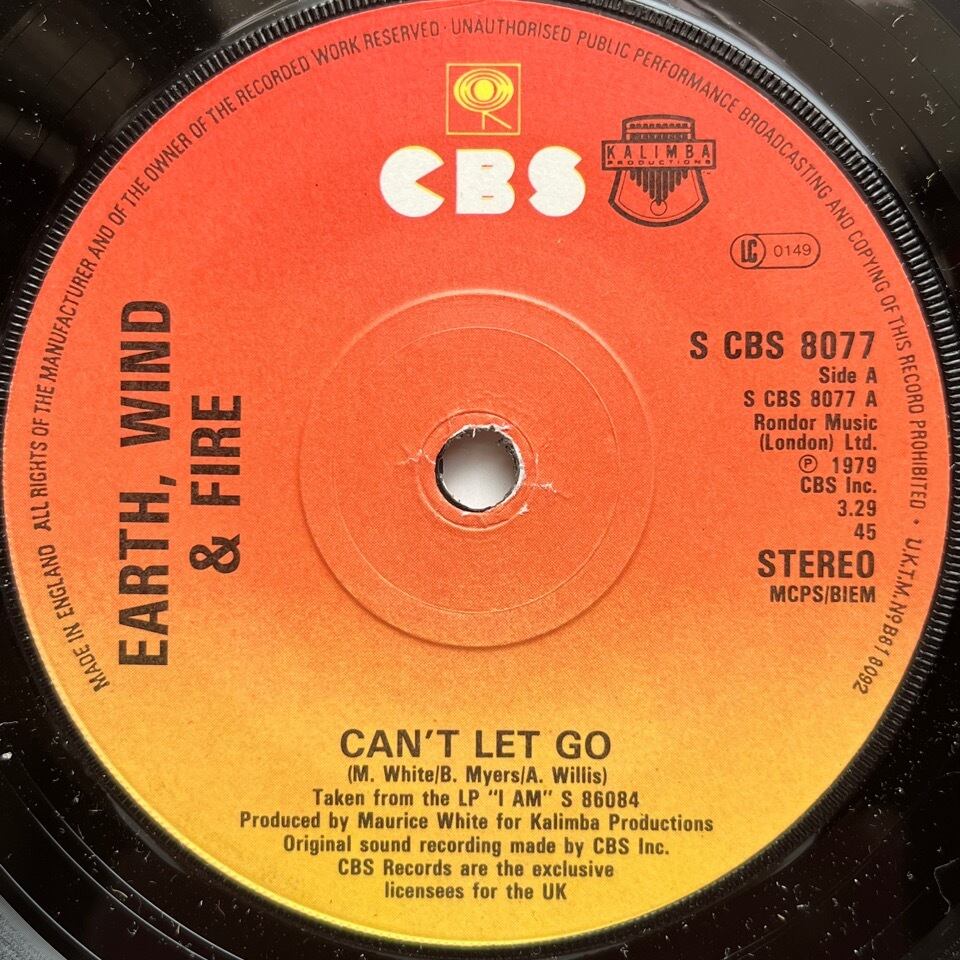 MADE IN ENGLAND ALL RIGHTS OF THE MANUFACTURER AND OF THE OWNER OF THE RECORDED WORK RESERVED · UNAUTHORISED PUBLIC PERFORMANCE BROADCASTING AND COPYING OF THIS RECORD PROHIBITED · U.K.T.M. Nº B618092
CBS
KALIMBA
PRODUCTIONS
LC 0149
EARTH, WIND
& FIRE
S CBS 8077
Side A
S CBS 8077 A
Rondor Music
(London) Ltd.
℗ 1979
CBS Inc.
3.29
45
STEREO
MCPS/BIEM
CAN'T LET GO
(M. White/B. Myers/A. Willis)
Taken from the LP "I AM" S 86084
Produced by Maurice White for Kalimba Productions
Original sound recording made by CBS Inc.
CBS Records are the exclusive
licensees for the UK